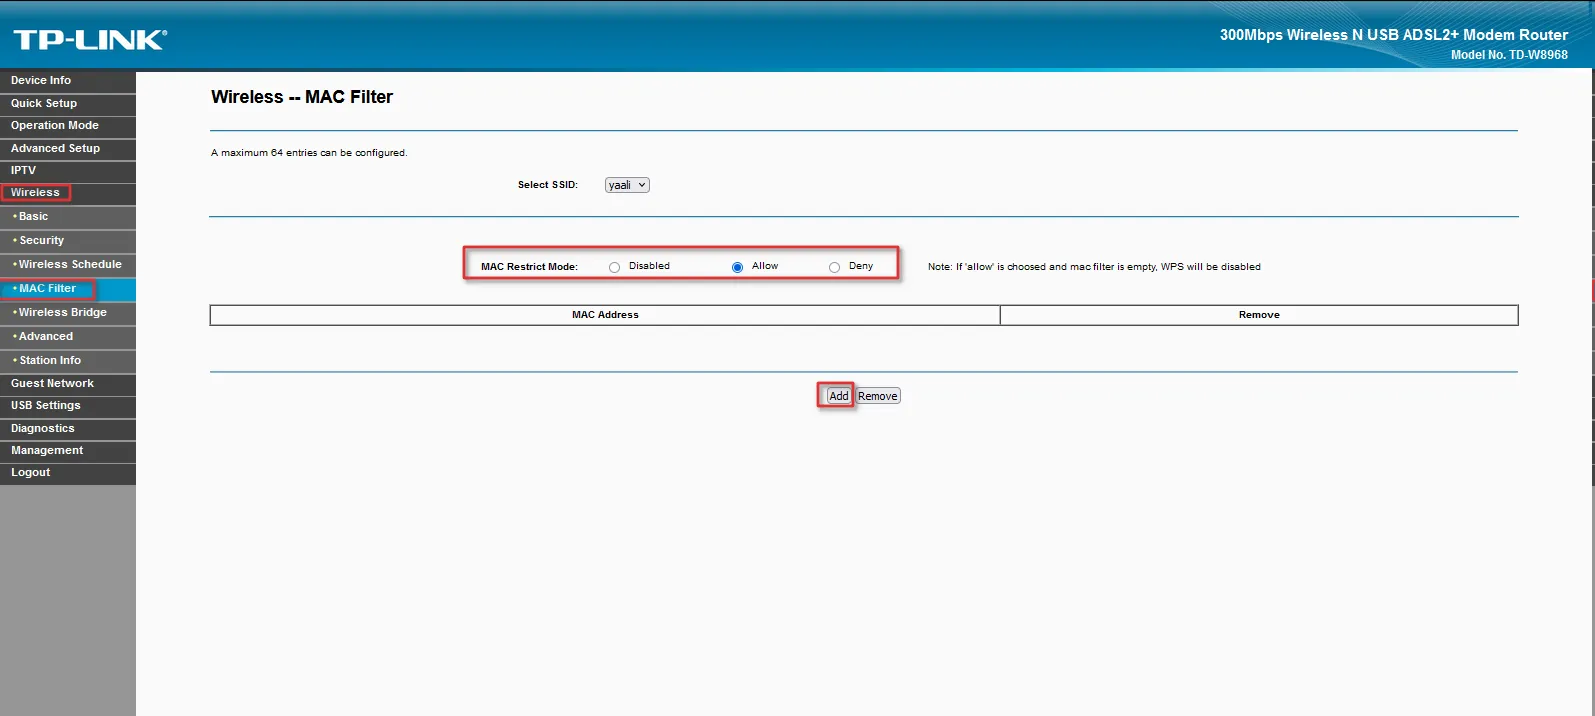 TP-LINK®
300Mbps Wireless N USB ADSL2+ Modem Router
Model No. TD-W8968
Device Info
Quick Setup
Operation Mode
Advanced Setup
IPTV
Wireless
• Basic
• Security
• Wireless Schedule
• MAC Filter
• Wireless Bridge
• Advanced
• Station Info
Guest Network
USB Settings
Diagnostics
Management
Logout
Wireless -- MAC Filter
A maximum 64 entries can be configured.
Select SSID: yaali
MAC Restrict Mode: Disabled Allow Deny Note: If 'allow' is choosed and mac filter is empty, WPS will be disabled
MAC Address Remove
Add Remove